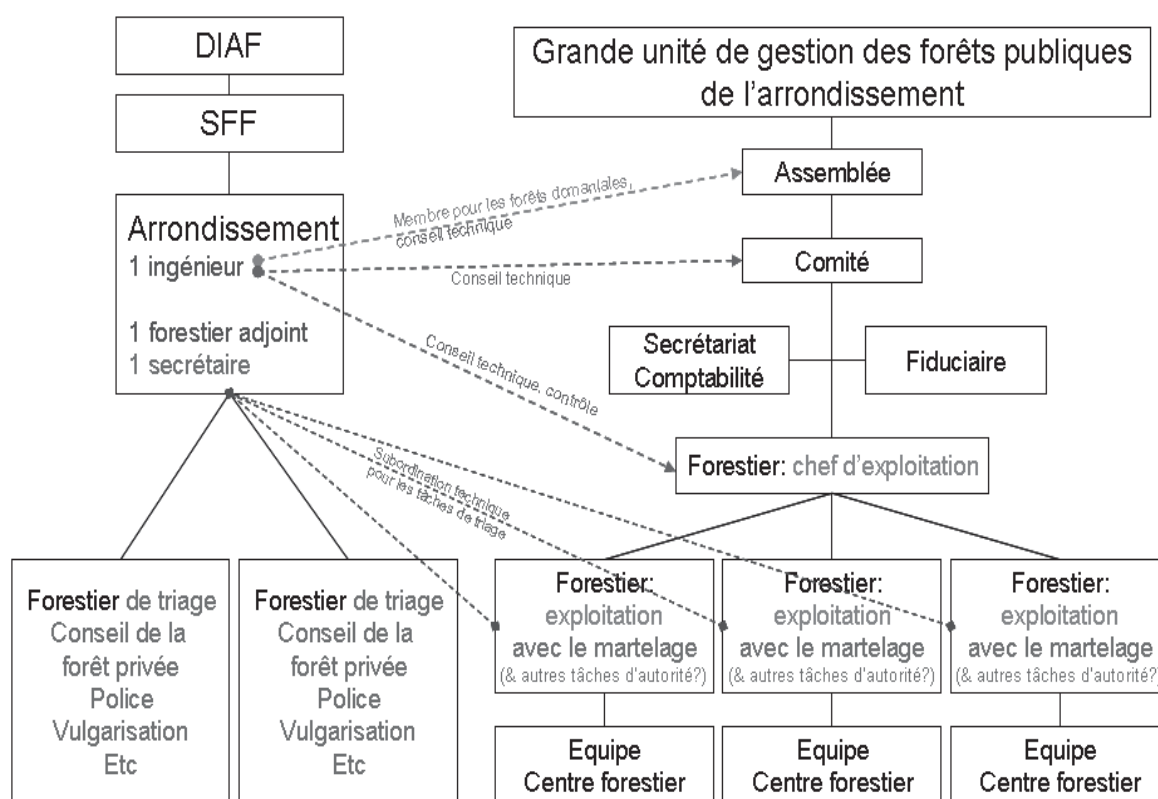 DIAF
SFF
Arrondissement
1 ingénieur
1 forestier adjoint
1 secrétaire
Grande unité de gestion des forêts publiques
de l'arrondissement
Assemblée
Membre pour les forêts domaniales,
conseil technique
Comité
Conseil technique
Secrétariat
Comptabilité
Fiduciaire
Conseil technique, contrôle
Forestier: chef d'exploitation
Subordination technique
pour les tâches de triage
Forestier de triage
Conseil de la
forêt privée
Police
Vulgarisation
Etc
Forestier de triage
Conseil de la
forêt privée
Police
Vulgarisation
Etc
Forestier:
exploitation
avec le martelage
(& autres tâches d'autorité?)
Forestier:
exploitation
avec le martelage
(& autres tâches d'autorité?)
Forestier:
exploitation
avec le martelage
(& autres tâches d'autorité?)
Equipe
Centre forestier
Equipe
Centre forestier
Equipe
Centre forestier